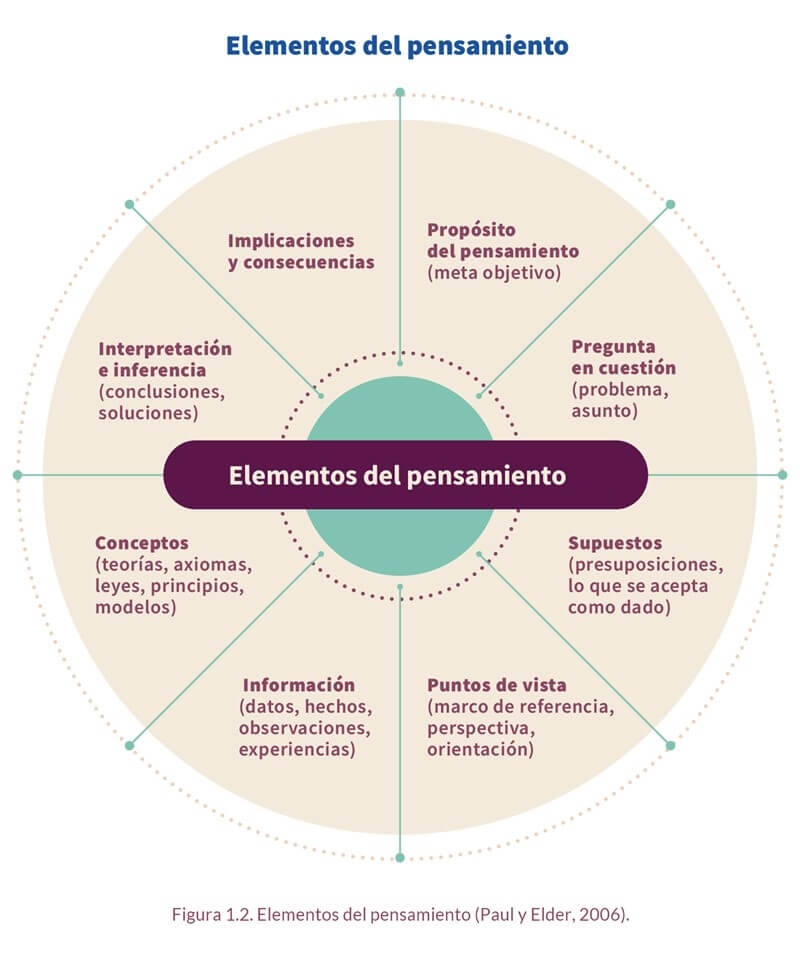 Elementos del pensamiento
Implicaciones
y consecuencias
Propósito
del pensamiento
(meta objetivo)
Interpretación
e inferencia
(conclusiones,
soluciones)
Pregunta
en cuestión
(problema,
asunto)
Elementos del pensamiento
Conceptos
(teorías, axiomas,
leyes, principios,
modelos)
Supuestos
(presuposiciones,
lo que se acepta
como dado)
Información
(datos, hechos,
observaciones,
experiencias)
Puntos de vista
(marco de referencia,
perspectiva,
orientación)
Figura 1.2. Elementos del pensamiento (Paul y Elder, 2006).